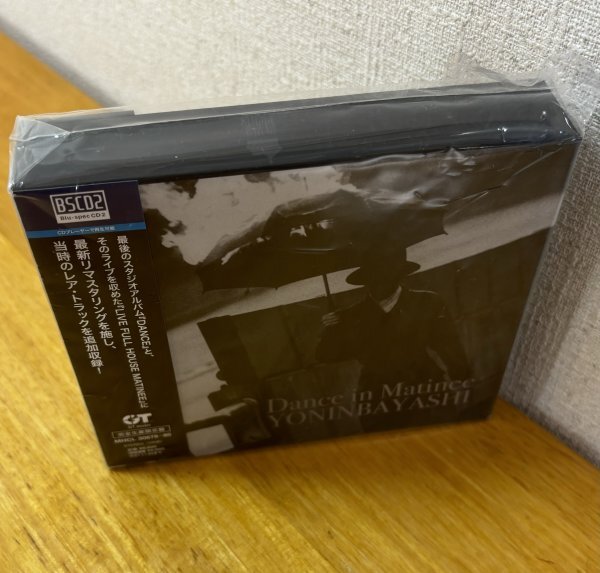 BSCD2
Blu-spec CD2
CDプレーヤーで再生可能
最後のスタジオアルバム『DANCE』と、
そのライブを収めた『LIVE FULL HOUSE MATINEE』に
最新リマスタリングを施し、
当時のレア・トラックを追加収録!
GT
GT music
完全生産限定盤
Dance in Matinee
YONINBAYASHI